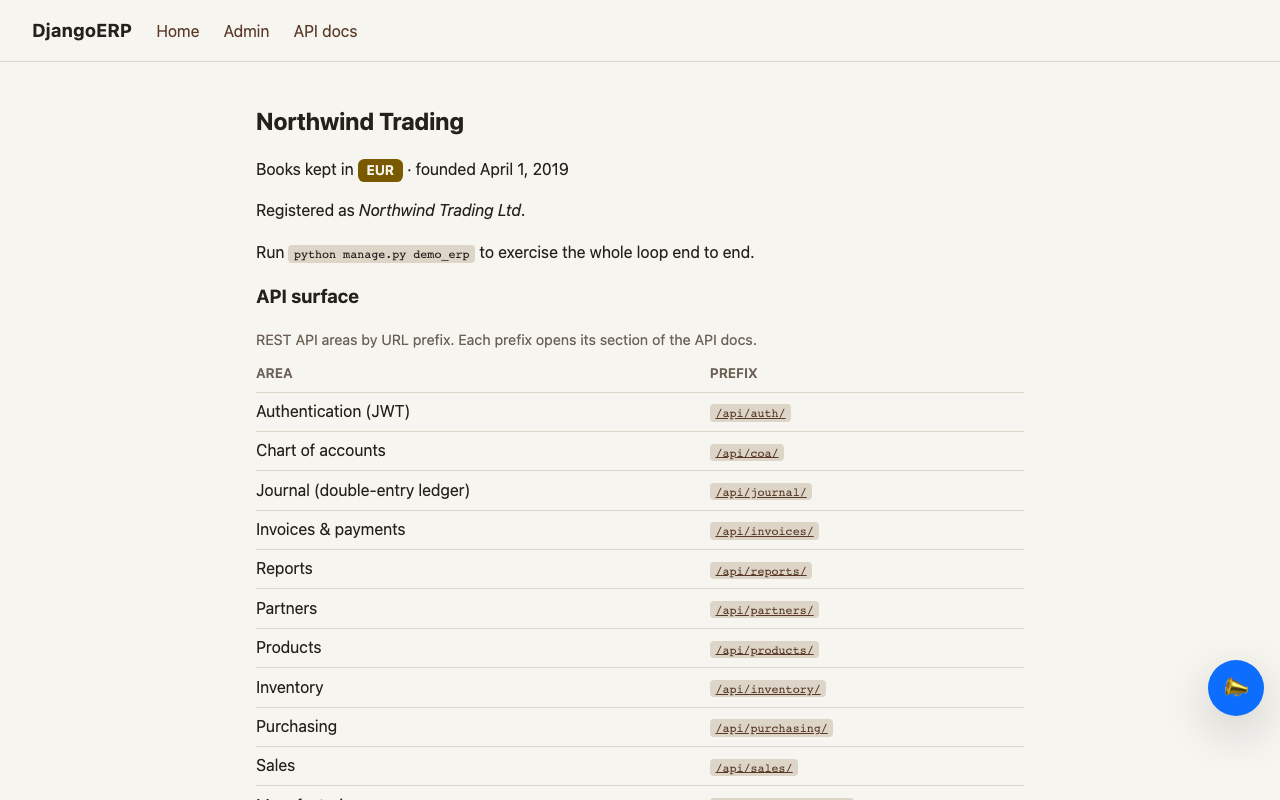 DjangoERP Home Admin API docs
Northwind Trading
Books kept in EUR · founded April 1, 2019
Registered as Northwind Trading Ltd.
Run python manage.py demo_erp to exercise the whole loop end to end.
API surface
REST API areas by URL prefix. Each prefix opens its section of the API docs.
AREA PREFIX
Authentication (JWT) /api/auth/
Chart of accounts /api/coa/
Journal (double-entry ledger) /api/journal/
Invoices & payments /api/invoices/
Reports /api/reports/
Partners /api/partners/
Products /api/products/
Inventory /api/inventory/
Purchasing /api/purchasing/
Sales /api/sales/